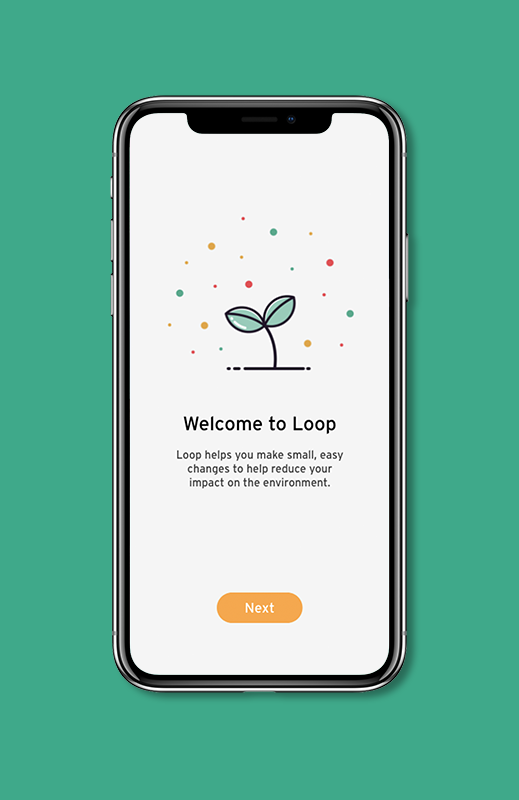 Welcome to Loop
Loop helps you make small, easy
changes to help reduce your
impact on the environment.
Next